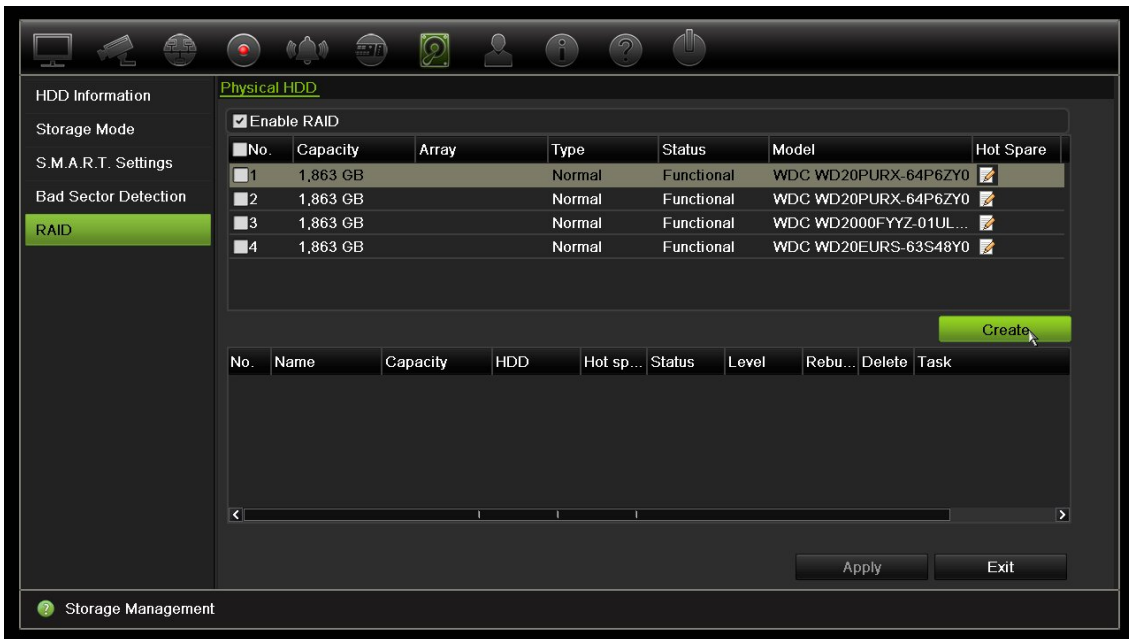 Physical HDD
HDD Information
Storage Mode
S.M.A.R.T. Settings
Bad Sector Detection
RAID
Enable RAID
No. Capacity Array Type Status Model Hot Spare
1 1,863 GB Normal Functional WDC WD20PURX-64P6ZY0
2 1,863 GB Normal Functional WDC WD20PURX-64P6ZY0
3 1,863 GB Normal Functional WDC WD2000FYYZ-01UL...
4 1,863 GB Normal Functional WDC WD20EURS-63S48Y0
Create
No. Name Capacity HDD Hot sp... Status Level Rebu... Delete Task
Apply Exit
Storage Management